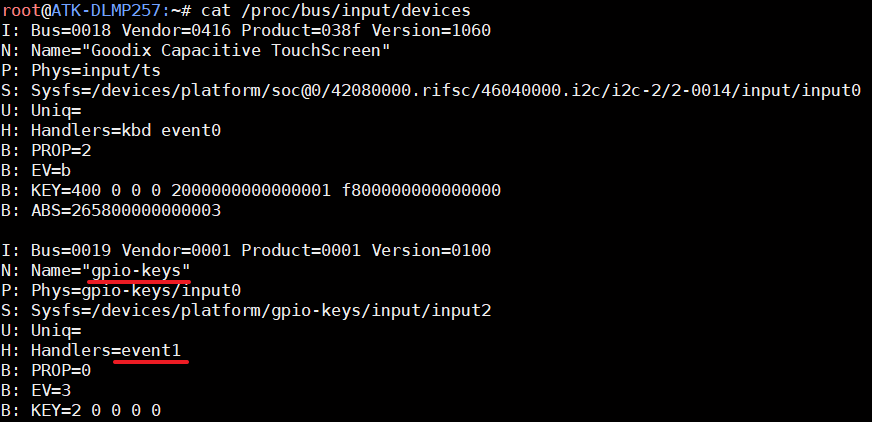 root@ATK-DLMP257:~# cat /proc/bus/input/devices
I: Bus=0018 Vendor=0416 Product=038f Version=1060
N: Name="Goodix Capacitive TouchScreen"
P: Phys=input/ts
S: Sysfs=/devices/platform/soc@0/42080000.rifsc/46040000.i2c/i2c-2/2-0014/input/input0
U: Uniq=
H: Handlers=kbd event0
B: PROP=2
B: EV=b
B: KEY=400 0 0 0 2000000000000001 f800000000000000
B: ABS=265800000000003

I: Bus=0019 Vendor=0001 Product=0001 Version=0100
N: Name="gpio-keys"
P: Phys=gpio-keys/input0
S: Sysfs=/devices/platform/gpio-keys/input/input2
U: Uniq=
H: Handlers=event1
B: PROP=0
B: EV=3
B: KEY=2 0 0 0 0